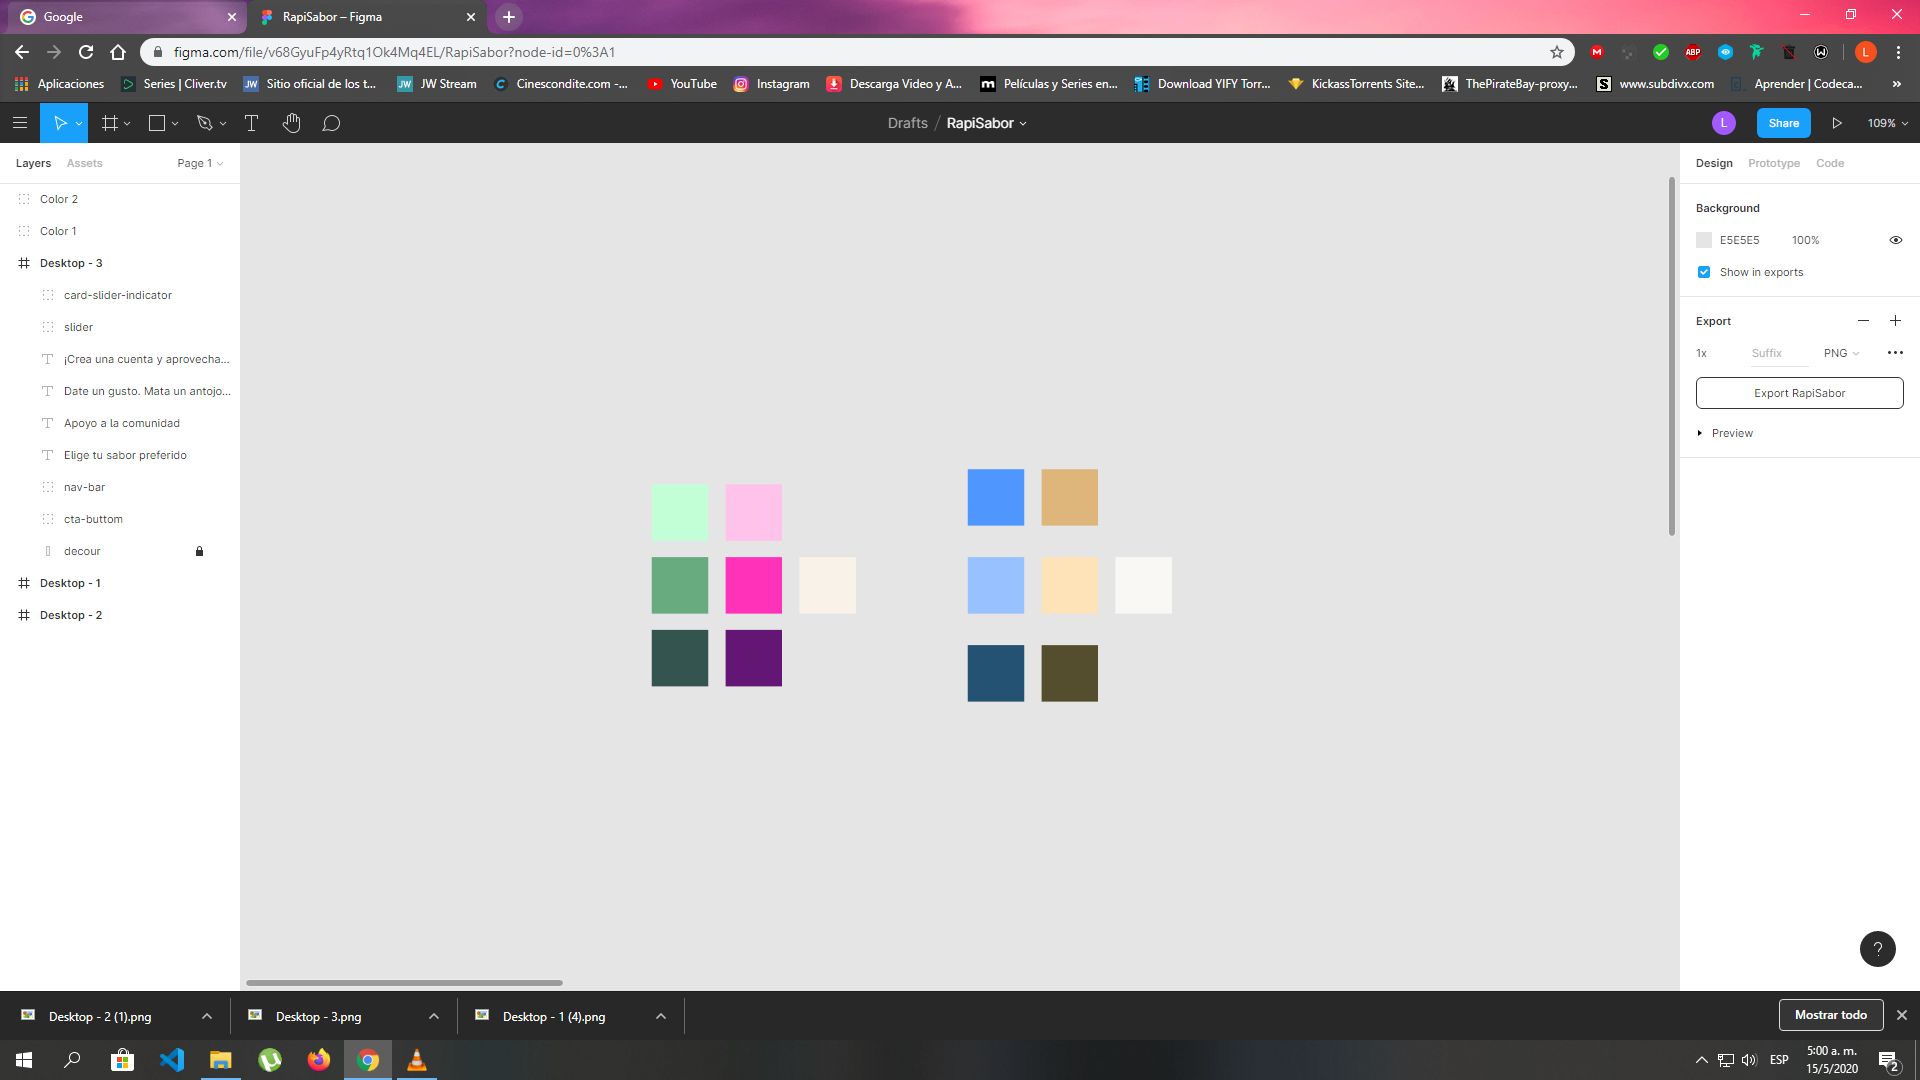 Google
RapiSabor – Figma
figma.com/file/v68GyuFp4yRtq1Ok4Mq4EL/RapiSabor?node-id=0%3A1
Aplicaciones
Series | Cliver.tv
Sitio oficial de los t...
JW Stream
Cinescondite.com -...
YouTube
Instagram
Descarga Video y A...
Películas y Series en...
Download YIFY Torr...
KickassTorrents Site...
ThePirateBay-proxy...
www.subdivx.com
Aprender | Codeca...
Drafts / RapiSabor
L
Share
109%
Layers
Assets
Page 1
Design
Prototype
Code
Color 2
Color 1
Desktop - 3
card-slider-indicator
slider
¡Crea una cuenta y aprovecha...
Date un gusto. Mata un antojo...
Apoyo a la comunidad
Elige tu sabor preferido
nav-bar
cta-buttom
decour
Desktop - 1
Desktop - 2
Background
E5E5E5
100%
Show in exports
Export
1x
Suffix
PNG
Export RapiSabor
Preview
?
Desktop - 2 (1).png
Desktop - 3.png
Desktop - 1 (4).png
Mostrar todo
ESP
5:00 a. m.
15/5/2020
2